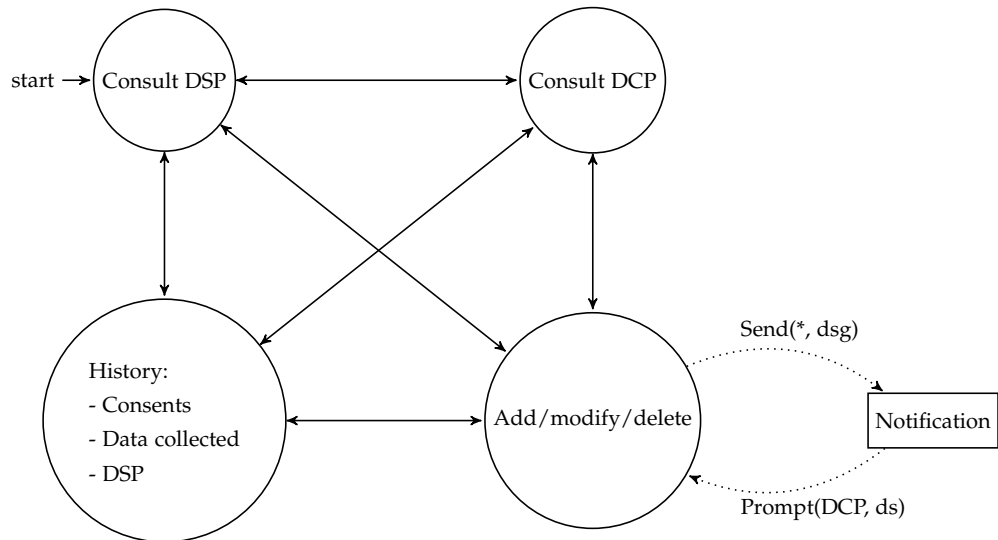 start
Consult DSP
Consult DCP
History:
- Consents
- Data collected
- DSP
Add/modify/delete
Send(*, dsg)
Notification
Prompt(DCP, ds)